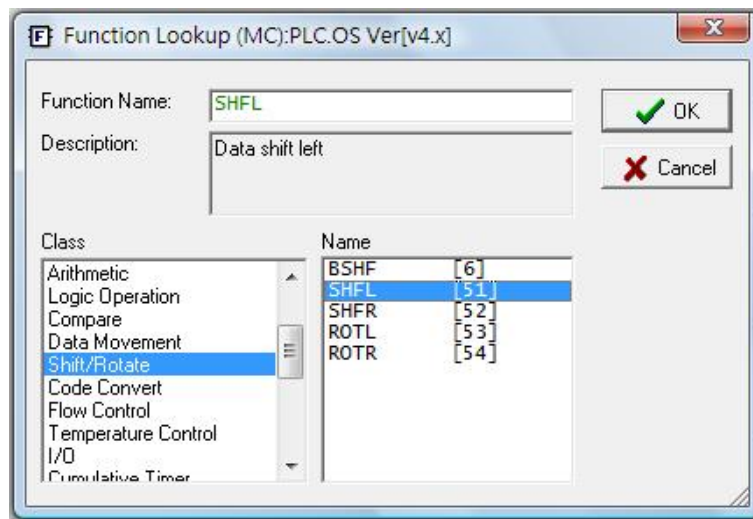 Function Lookup (MC):PLC.OS Ver[v4.x]
Function Name:
SHFL
OK
Description:
Data shift left
Cancel
Class
Arithmetic
Logic Operation
Compare
Data Movement
Shift/Rotate
Code Convert
Flow Control
Temperature Control
I/O
Cumulative Timer
Name
BSHF [6]
SHFL [51]
SHFR [52]
ROTL [53]
ROTR [54]